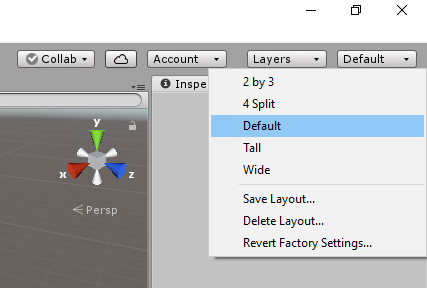 Collab Account Layers Default
Inspe
2 by 3
4 Split
Default
Tall
Wide
Save Layout...
Delete Layout...
Revert Factory Settings...
y
x z
Persp